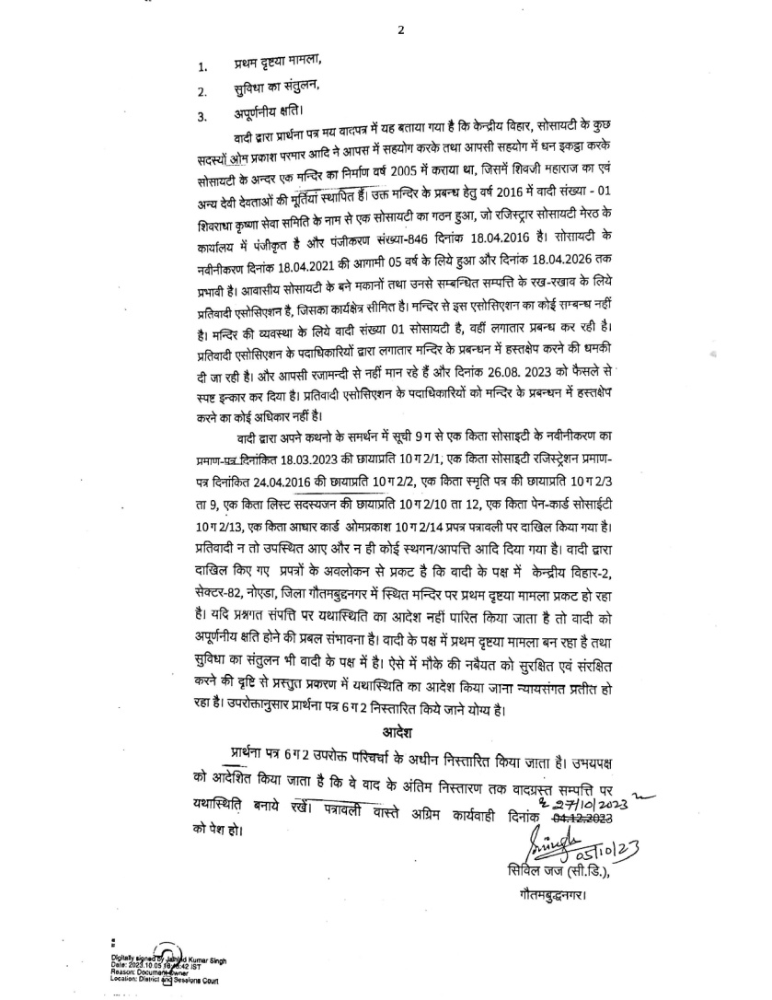 2
1. प्रथम दृष्टया मामला,
2. सुविधा का संतुलन,
3. अपूर्णनीय क्षति।
वादी द्वारा प्रार्थना पत्र मय वादपत्र में यह बताया गया है कि केन्द्रीय विहार, सोसायटी के कुछ
सदस्यों ओम प्रकाश परमार आदि ने आपस में सहयोग करके तथा आपसी सहयोग में धन इकट्ठा करके
सोसायटी के अन्दर एक मन्दिर का निर्माण वर्ष 2005 में कराया था, जिसमें शिवजी महाराज का एवं
अन्य देवी देवताओं की मूर्तियां स्थापित हैं। उक्त मन्दिर के प्रबन्ध हेतु वर्ष 2016 में वादी संख्या - 01
शिवराधा कृष्णा सेवा समिति के नाम से एक सोसायटी का गठन हुआ, जो रजिस्ट्रार सोसायटी मेरठ के
कार्यालय में पंजीकृत है और पंजीकरण संख्या-846 दिनांक 18.04.2016 है। सोसायटी के
नवीनीकरण दिनांक 18.04.2021 की आगामी 05 वर्ष के लिये हुआ और दिनांक 18.04.2026 तक
प्रभावी है। आवासीय सोसायटी के बने मकानों तथा उनसे सम्बन्धित सम्पत्ति के रख-रखाव के लिये
प्रतिवादी एसोसिएशन है, जिसका कार्यक्षेत्र सीमित है। मन्दिर से इस एसोसिएशन का कोई सम्बन्ध नहीं
है। मन्दिर की व्यवस्था के लिये वादी संख्या 01 सोसायटी है, वहीं लगातार प्रबन्ध कर रही है।
प्रतिवादी एसोसिएशन के पदाधिकारियों द्वारा लगातार मन्दिर के प्रबन्धन में हस्तक्षेप करने की धमकी
दी जा रही है। और आपसी रजामन्दी से नहीं मान रहे हैं और दिनांक 26.08. 2023 को फैसले से
स्पष्ट इन्कार कर दिया है। प्रतिवादी एसोसिएशन के पदाधिकारियों को मन्दिर के प्रबन्धन में हस्तक्षेप
करने का कोई अधिकार नहीं है।
वादी द्वारा अपने कथनो के समर्थन में सूची 9 ग से एक किता सोसाइटी के नवीनीकरण का
प्रमाण-पत्र दिनांकित 18.03.2023 की छायाप्रति 10 ग 2/1, एक किता सोसाइटी रजिस्ट्रेशन प्रमाण-
पत्र दिनांकित 24.04.2016 की छायाप्रति 10 ग 2/2, एक किता स्मृति पत्र की छायाप्रति 10 ग 2/3
ता 9, एक किता लिस्ट सदस्यजन की छायाप्रति 10 ग 2/10 ता 12, एक किता पेन-कार्ड सोसाईटी
10 ग 2/13, एक किता आधार कार्ड ओमप्रकाश 10 ग 2/14 प्रपत्र पत्रावली पर दाखिल किया गया है।
प्रतिवादी न तो उपस्थित आए और न ही कोई स्थगन/आपत्ति आदि दिया गया है। वादी द्वारा
दाखिल किए गए प्रपत्रों के अवलोकन से प्रकट है कि वादी के पक्ष में केन्द्रीय विहार-2,
सेक्टर-82, नोएडा, जिला गौतमबुद्दनगर में स्थित मन्दिर पर प्रथम दृष्टया मामला प्रकट हो रहा
है। यदि प्रश्नगत संपत्ति पर यथास्थिति का आदेश नहीं पारित किया जाता है तो वादी को
अपूर्णनीय क्षति होने की प्रबल संभावना है। वादी के पक्ष में प्रथम दृष्टया मामला बन रहा है तथा
सुविधा का संतुलन भी वादी के पक्ष में है। ऐसे में मौके की नबैयत को सुरक्षित एवं संरक्षित
करने की दृष्टि से प्रस्तुत प्रकरण में यथास्थिति का आदेश किया जाना न्यायसंगत प्रतीत हो
रहा है। उपरोक्तानुसार प्रार्थना पत्र 6 ग 2 निस्तारित किये जाने योग्य है।
आदेश
प्रार्थना पत्र 6 ग 2 उपरोक्त परिचर्चा के अधीन निस्तारित किया जाता है। उभयपक्ष
को आदेशित किया जाता है कि वे वाद के अंतिम निस्तारण तक वादग्रस्त सम्पत्ति पर
यथास्थिति बनाये रखें। पत्रावली वास्ते अग्रिम कार्यवाही दिनांक 04.12.2023
27/10/2023
को पेश हो।
05/10/23
सिविल जज (सी.डि.),
गौतमबुद्धनगर।
Digitally signed by Kumar Singh
Date: 2023.10.05 :42 IST
Reason: Document Owner
Location: District and Sessions Court